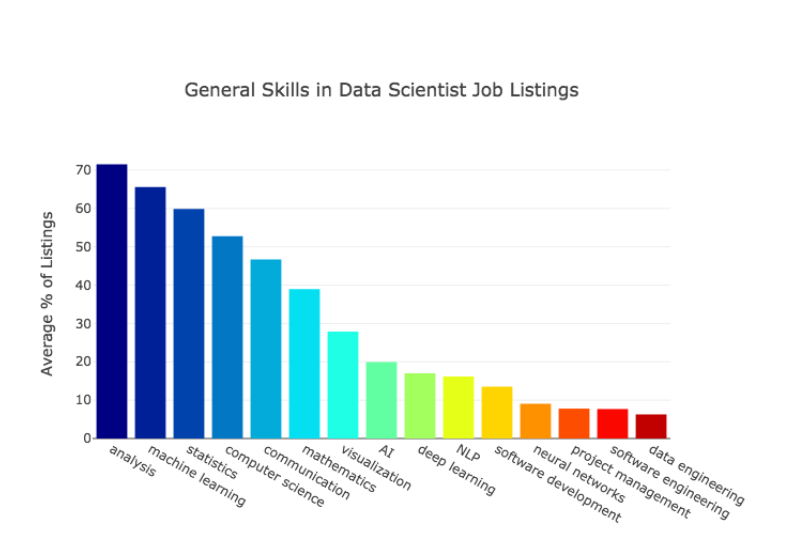 General Skills in Data Scientist Job Listings
Average % of Listings
70
60
50
40
30
20
10
0
analysis
machine learning
statistics
computer science
communication
mathematics
visualization
AI
deep learning
NLP
software development
neural networks
project management
software engineering
data engineering